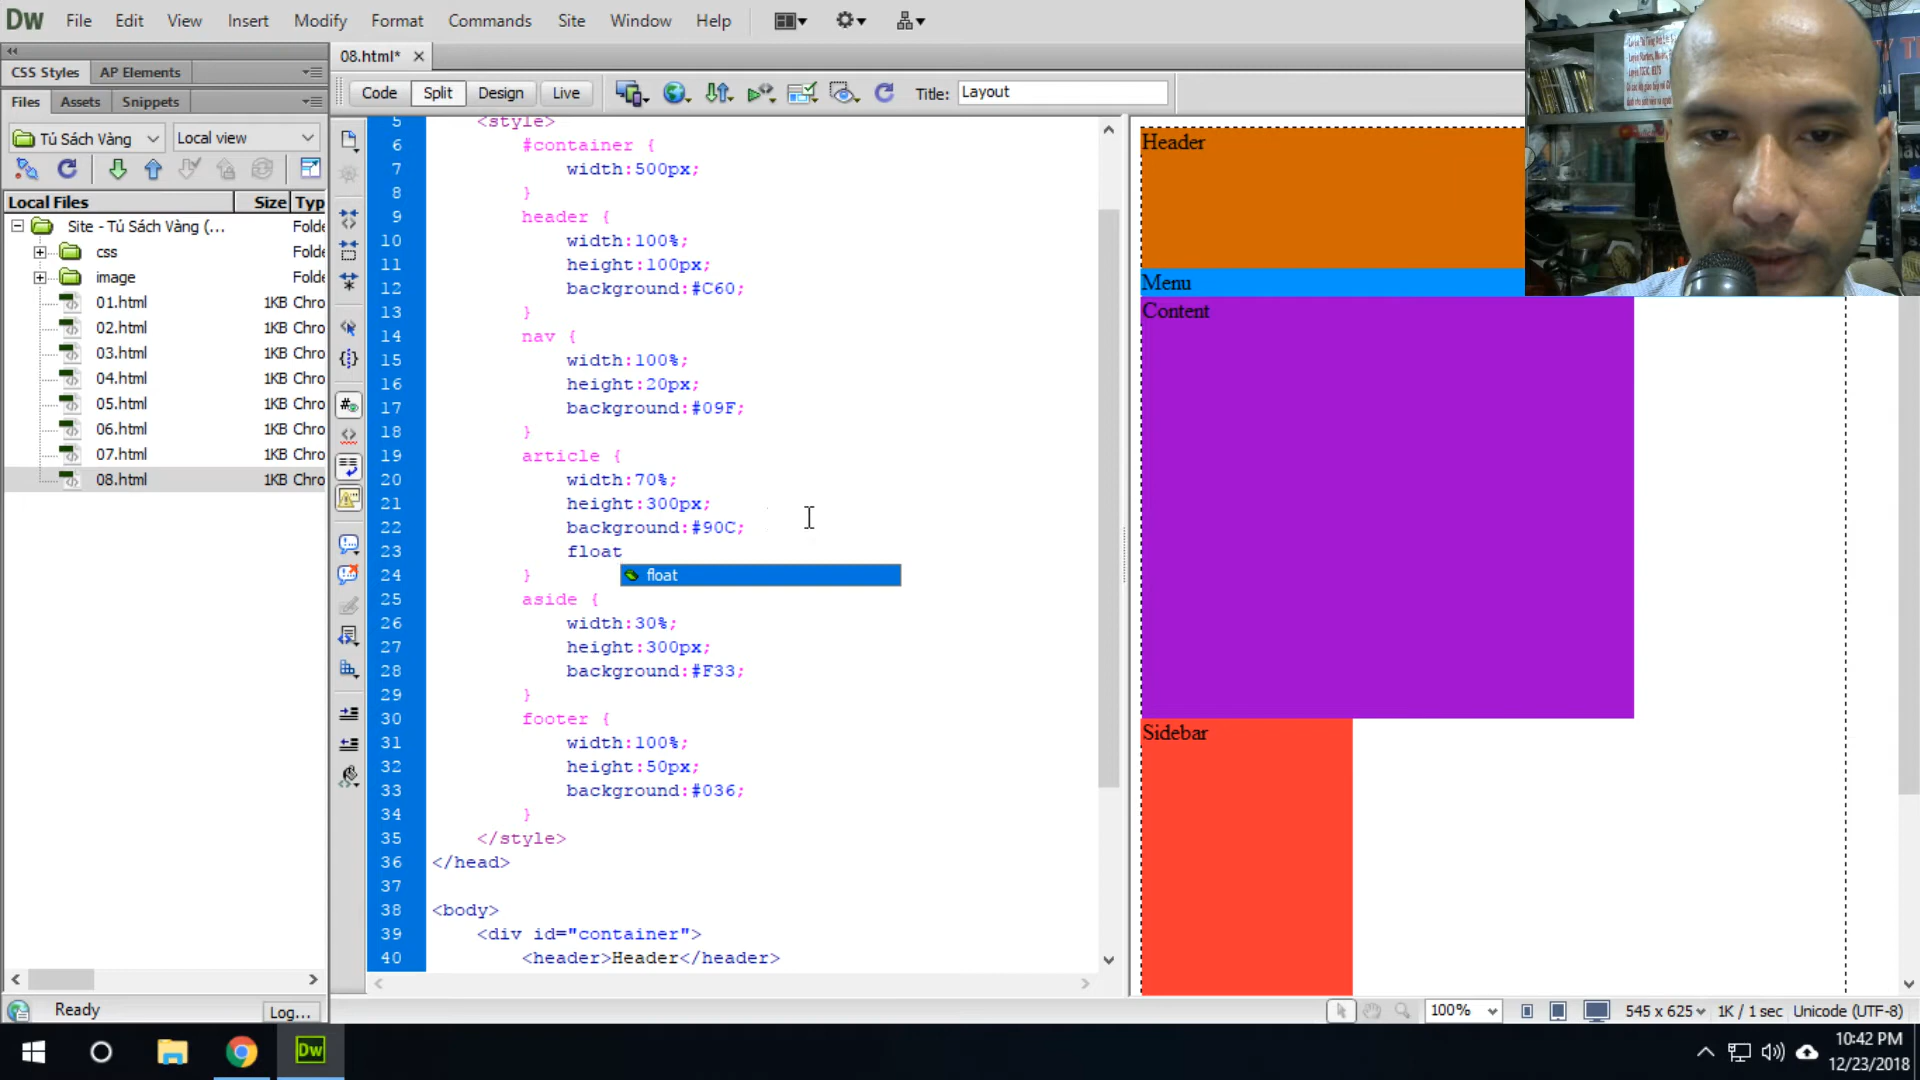 Dw File Edit View Insert Modify Format Commands Site Window Help
CSS Styles AP Elements
Files Assets Snippets
Tủ Sách Vàng Local view
Local Files Size Typ
Site - Tủ Sách Vàng (... Folde
css Folde
image Folde
01.html 1KB Chro
02.html 1KB Chro
03.html 1KB Chro
04.html 1KB Chro
05.html 1KB Chro
06.html 1KB Chro
07.html 1KB Chro
08.html 1KB Chro
Ready Log...
08.html*
Code Split Design Live Title: Layout
5 <style>
6 #container {
7 width:500px;
8 }
9 header {
10 width:100%;
11 height:100px;
12 background:#C60;
13 }
14 nav {
15 width:100%;
16 height:20px;
17 background:#09F;
18 }
19 article {
20 width:70%;
21 height:300px;
22 background:#90C;
23 float
float
24 }
25 aside {
26 width:30%;
27 height:300px;
28 background:#F33;
29 }
30 footer {
31 width:100%;
32 height:50px;
33 background:#036;
34 }
35 </style>
36 </head>
37
38 <body>
39 <div id="container">
40 <header>Header</header>
Header
Menu
Content
Sidebar
100% 545 x 625 1K / 1 sec Unicode (UTF-8)
Dw
10:42 PM
12/23/2018